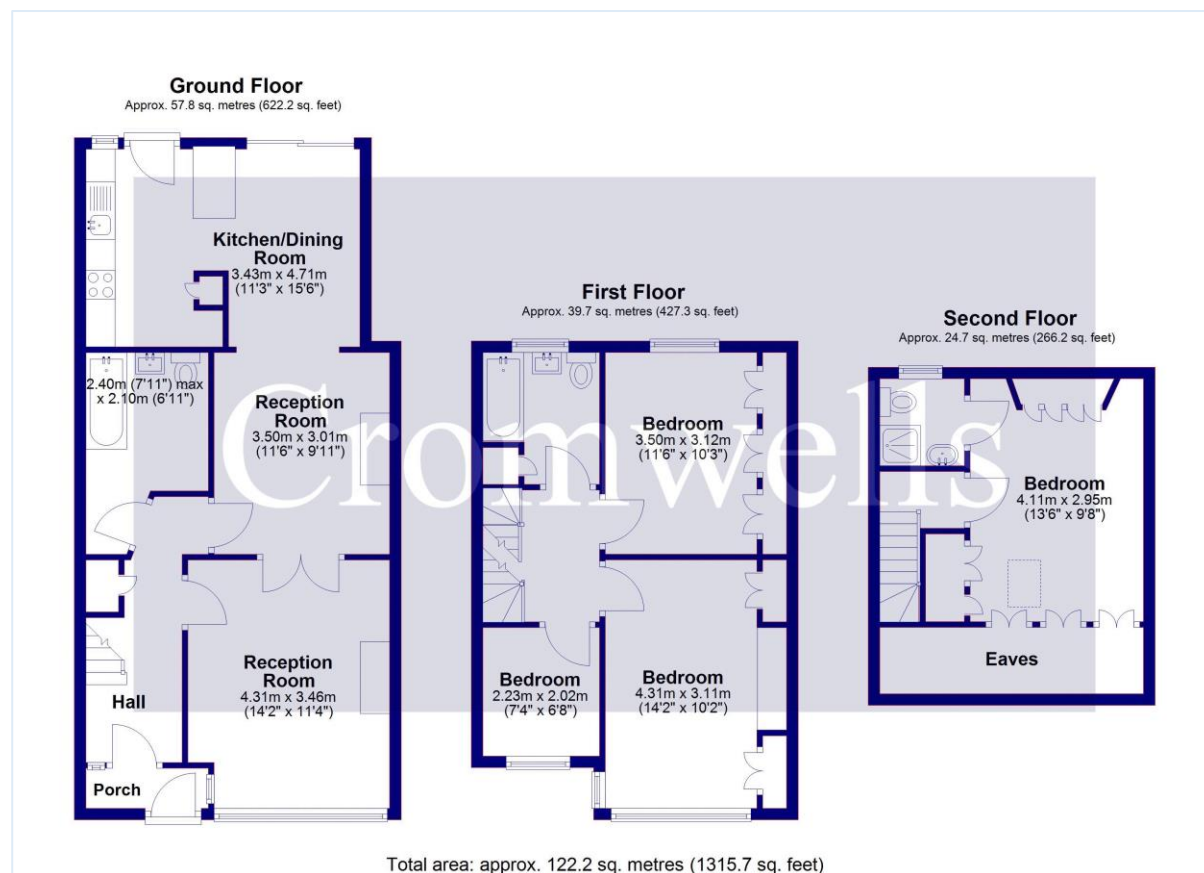 Ground Floor
Approx. 57.8 sq. metres (622.2 sq. feet)
Kitchen/Dining
Room
3.43m x 4.71m
(11'3" x 15'6")
2.40m (7'11") max
x 2.10m (6'11")
Reception
Room
3.50m x 3.01m
(11'6" x 9'11")
Reception
Room
4.31m x 3.46m
(14'2" x 11'4")
Hall
Porch
First Floor
Approx. 39.7 sq. metres (427.3 sq. feet)
Bedroom
3.50m x 3.12m
(11'6" x 10'3")
Bedroom
2.23m x 2.02m
(7'4" x 6'8")
Bedroom
4.31m x 3.11m
(14'2" x 10'2")
Second Floor
Approx. 24.7 sq. metres (266.2 sq. feet)
Bedroom
4.11m x 2.95m
(13'6" x 9'8")
Eaves
Cromwells
Total area: approx. 122.2 sq. metres (1315.7 sq. feet)